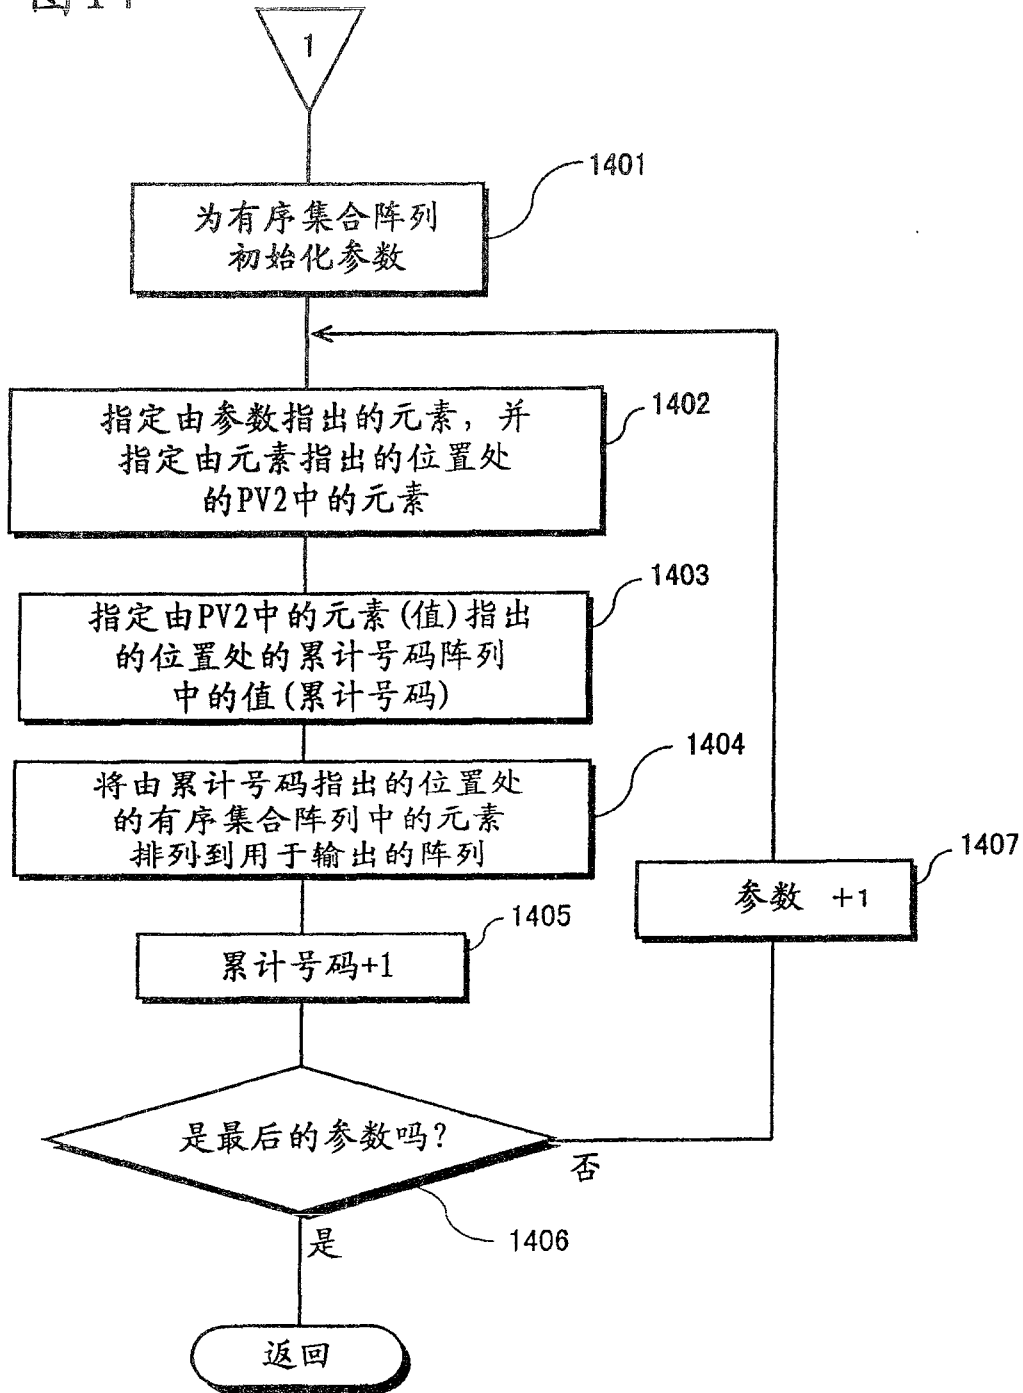 1
1401
为有序集合阵列
初始化参数
1402
指定由参数指出的元素，并
指定由元素指出的位置处
的PV2中的元素
1403
指定由PV2中的元素(值)指出
的位置处的累计号码阵列
中的值(累计号码)
1404
将由累计号码指出的位置处
的有序集合阵列中的元素
排列到用于输出的阵列
1407
参数 +1
1405
累计号码+1
是最后的参数吗?
否
1406
是
返回